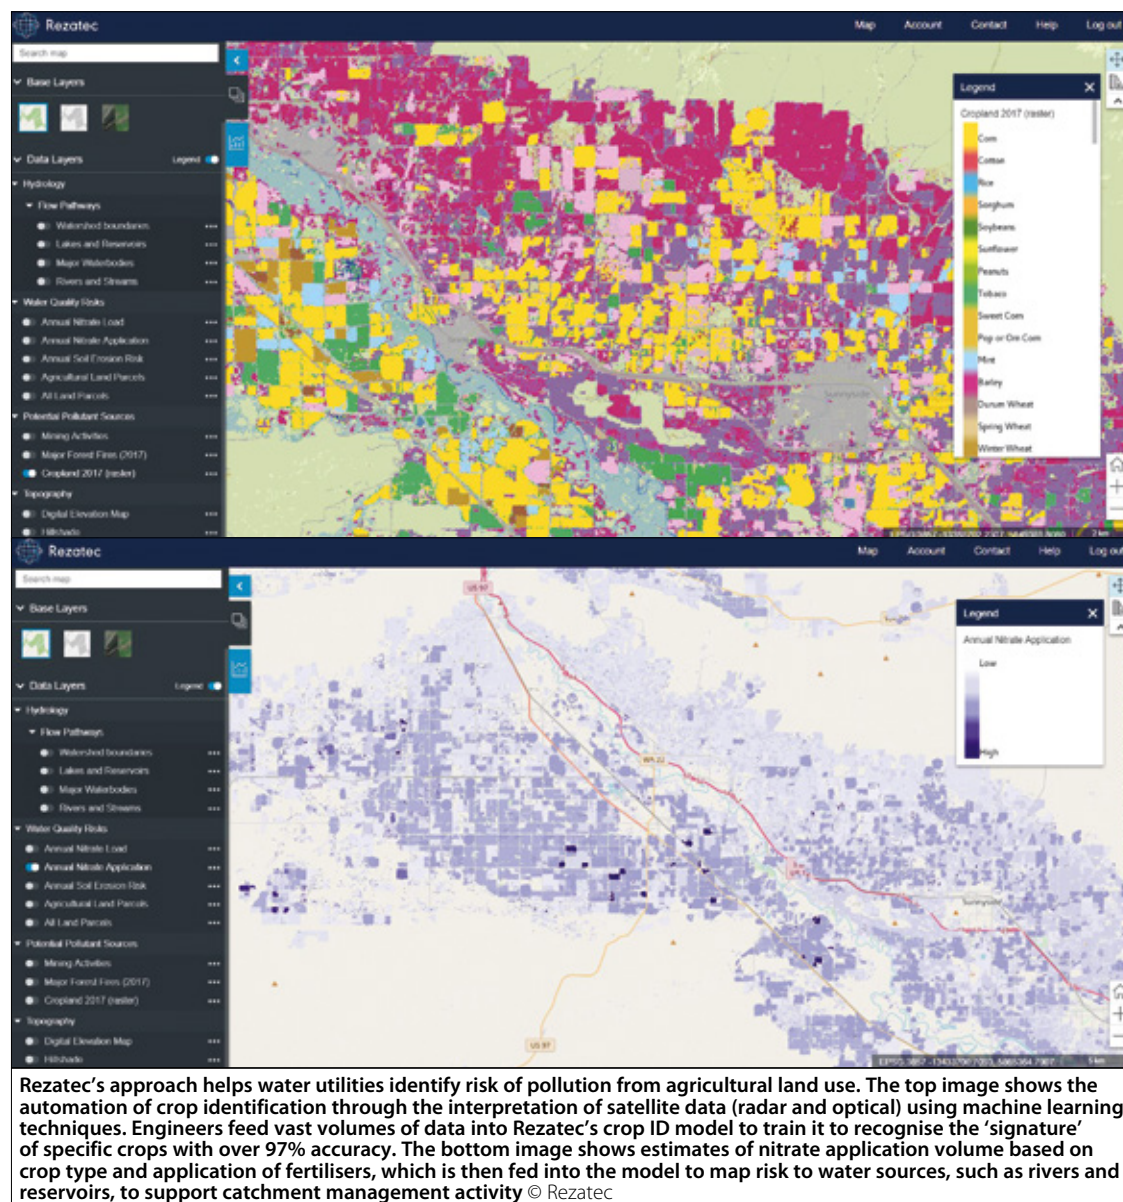 Rezatec
Map Account Contact Help Log out
Search map
Base Layers
Data Layers Legend
Hydrology
Flow Pathways
Watershed boundaries
Lakes and Reservoirs
Major Waterbodies
Rivers and Streams
Water Quality Risks
Annual Nitrate Load
Annual Nitrate Application
Annual Soil Erosion Risk
Agricultural Land Parcels
All Land Parcels
Potential Pollutant Sources
Mining Activities
Major Forest Fires (2017)
Cropland 2017 (raster)
Topography
Digital Elevation Map
Hillshade
Sunnyside
Legend
Cropland 2017 (raster)
Corn
Cotton
Rice
Sorghum
Soybeans
Sunflower
Peanuts
Tobaco
Sweet Corn
Pop or Orn Corn
Mint
Barley
Durum Wheat
Spring Wheat
Winter Wheat
2 km
Rezatec
Map Account Contact Help Log out
Search map
Base Layers
Data Layers Legend
Hydrology
Flow Pathways
Watershed boundaries
Lakes and Reservoirs
Major Waterbodies
Rivers and Streams
Water Quality Risks
Annual Nitrate Load
Annual Nitrate Application
Annual Soil Erosion Risk
Agricultural Land Parcels
All Land Parcels
Potential Pollutant Sources
Mining Activities
Major Forest Fires (2017)
Cropland 2017 (raster)
Topography
Digital Elevation Map
Hillshade
US 97
WA 22
Sunnyside
US 97
Legend
Annual Nitrate Application
Low
High
5 km
Rezatec’s approach helps water utilities identify risk of pollution from agricultural land use. The top image shows the
automation of crop identification through the interpretation of satellite data (radar and optical) using machine learning
techniques. Engineers feed vast volumes of data into Rezatec’s crop ID model to train it to recognise the ‘signature’
of specific crops with over 97% accuracy. The bottom image shows estimates of nitrate application volume based on
crop type and application of fertilisers, which is then fed into the model to map risk to water sources, such as rivers and
reservoirs, to support catchment management activity © Rezatec